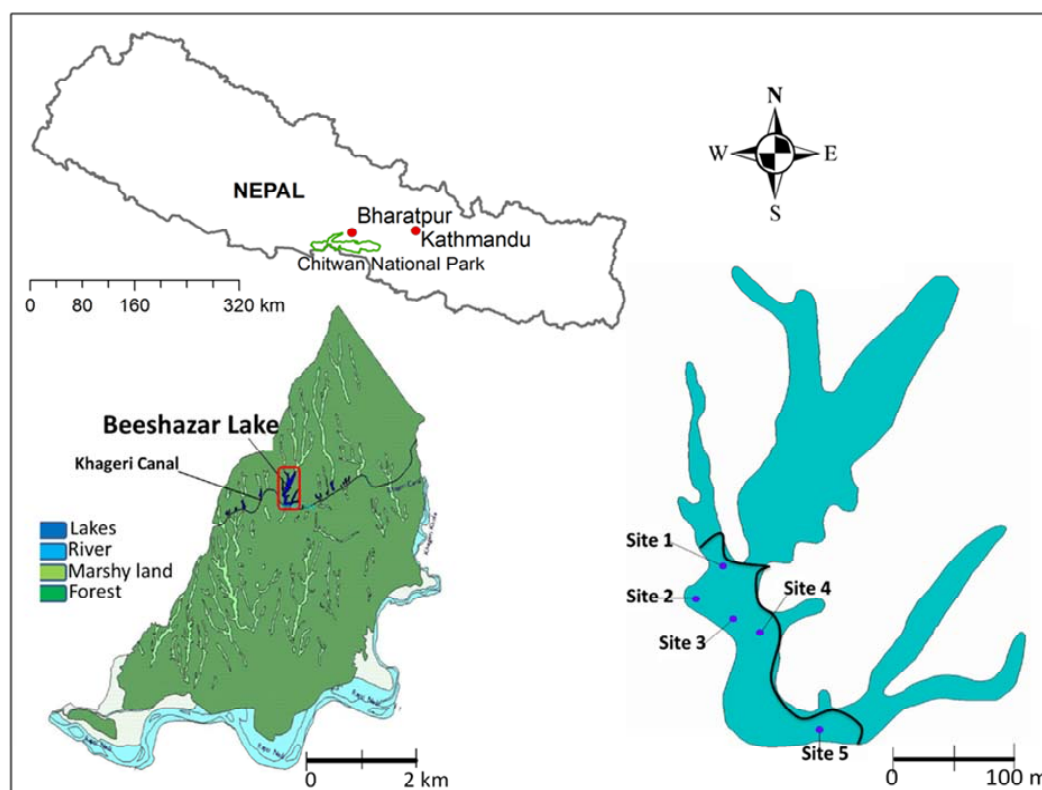 N
W E
S
NEPAL
Bharatpur
Kathmandu
Chitwan National Park
0 80 160 320 km
Beeshazar Lake
Khageri Canal
Lakes
River
Marshy land
Forest
0 2 km
Site 1
Site 2
Site 4
Site 3
Site 5
0 100 m